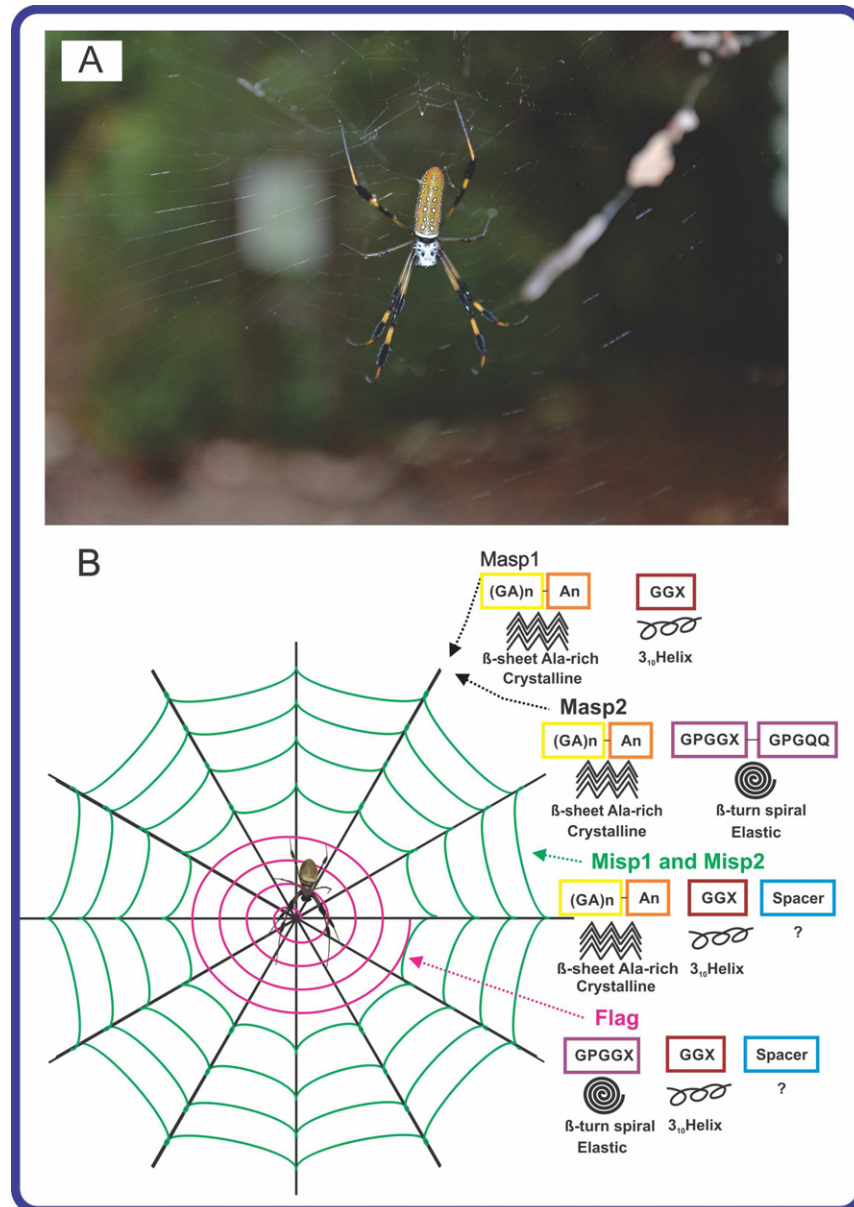 A
B
Masp1
(GA)n An GGX
ß-sheet Ala-rich
Crystalline
3₁₀Helix
Masp2
(GA)n An GPGGX GPGQQ
ß-sheet Ala-rich
Crystalline
ß-turn spiral
Elastic
Misp1 and Misp2
(GA)n An GGX Spacer
ß-sheet Ala-rich
Crystalline
3₁₀Helix
?
Flag
GPGGX GGX Spacer
ß-turn spiral
Elastic
3₁₀Helix
?